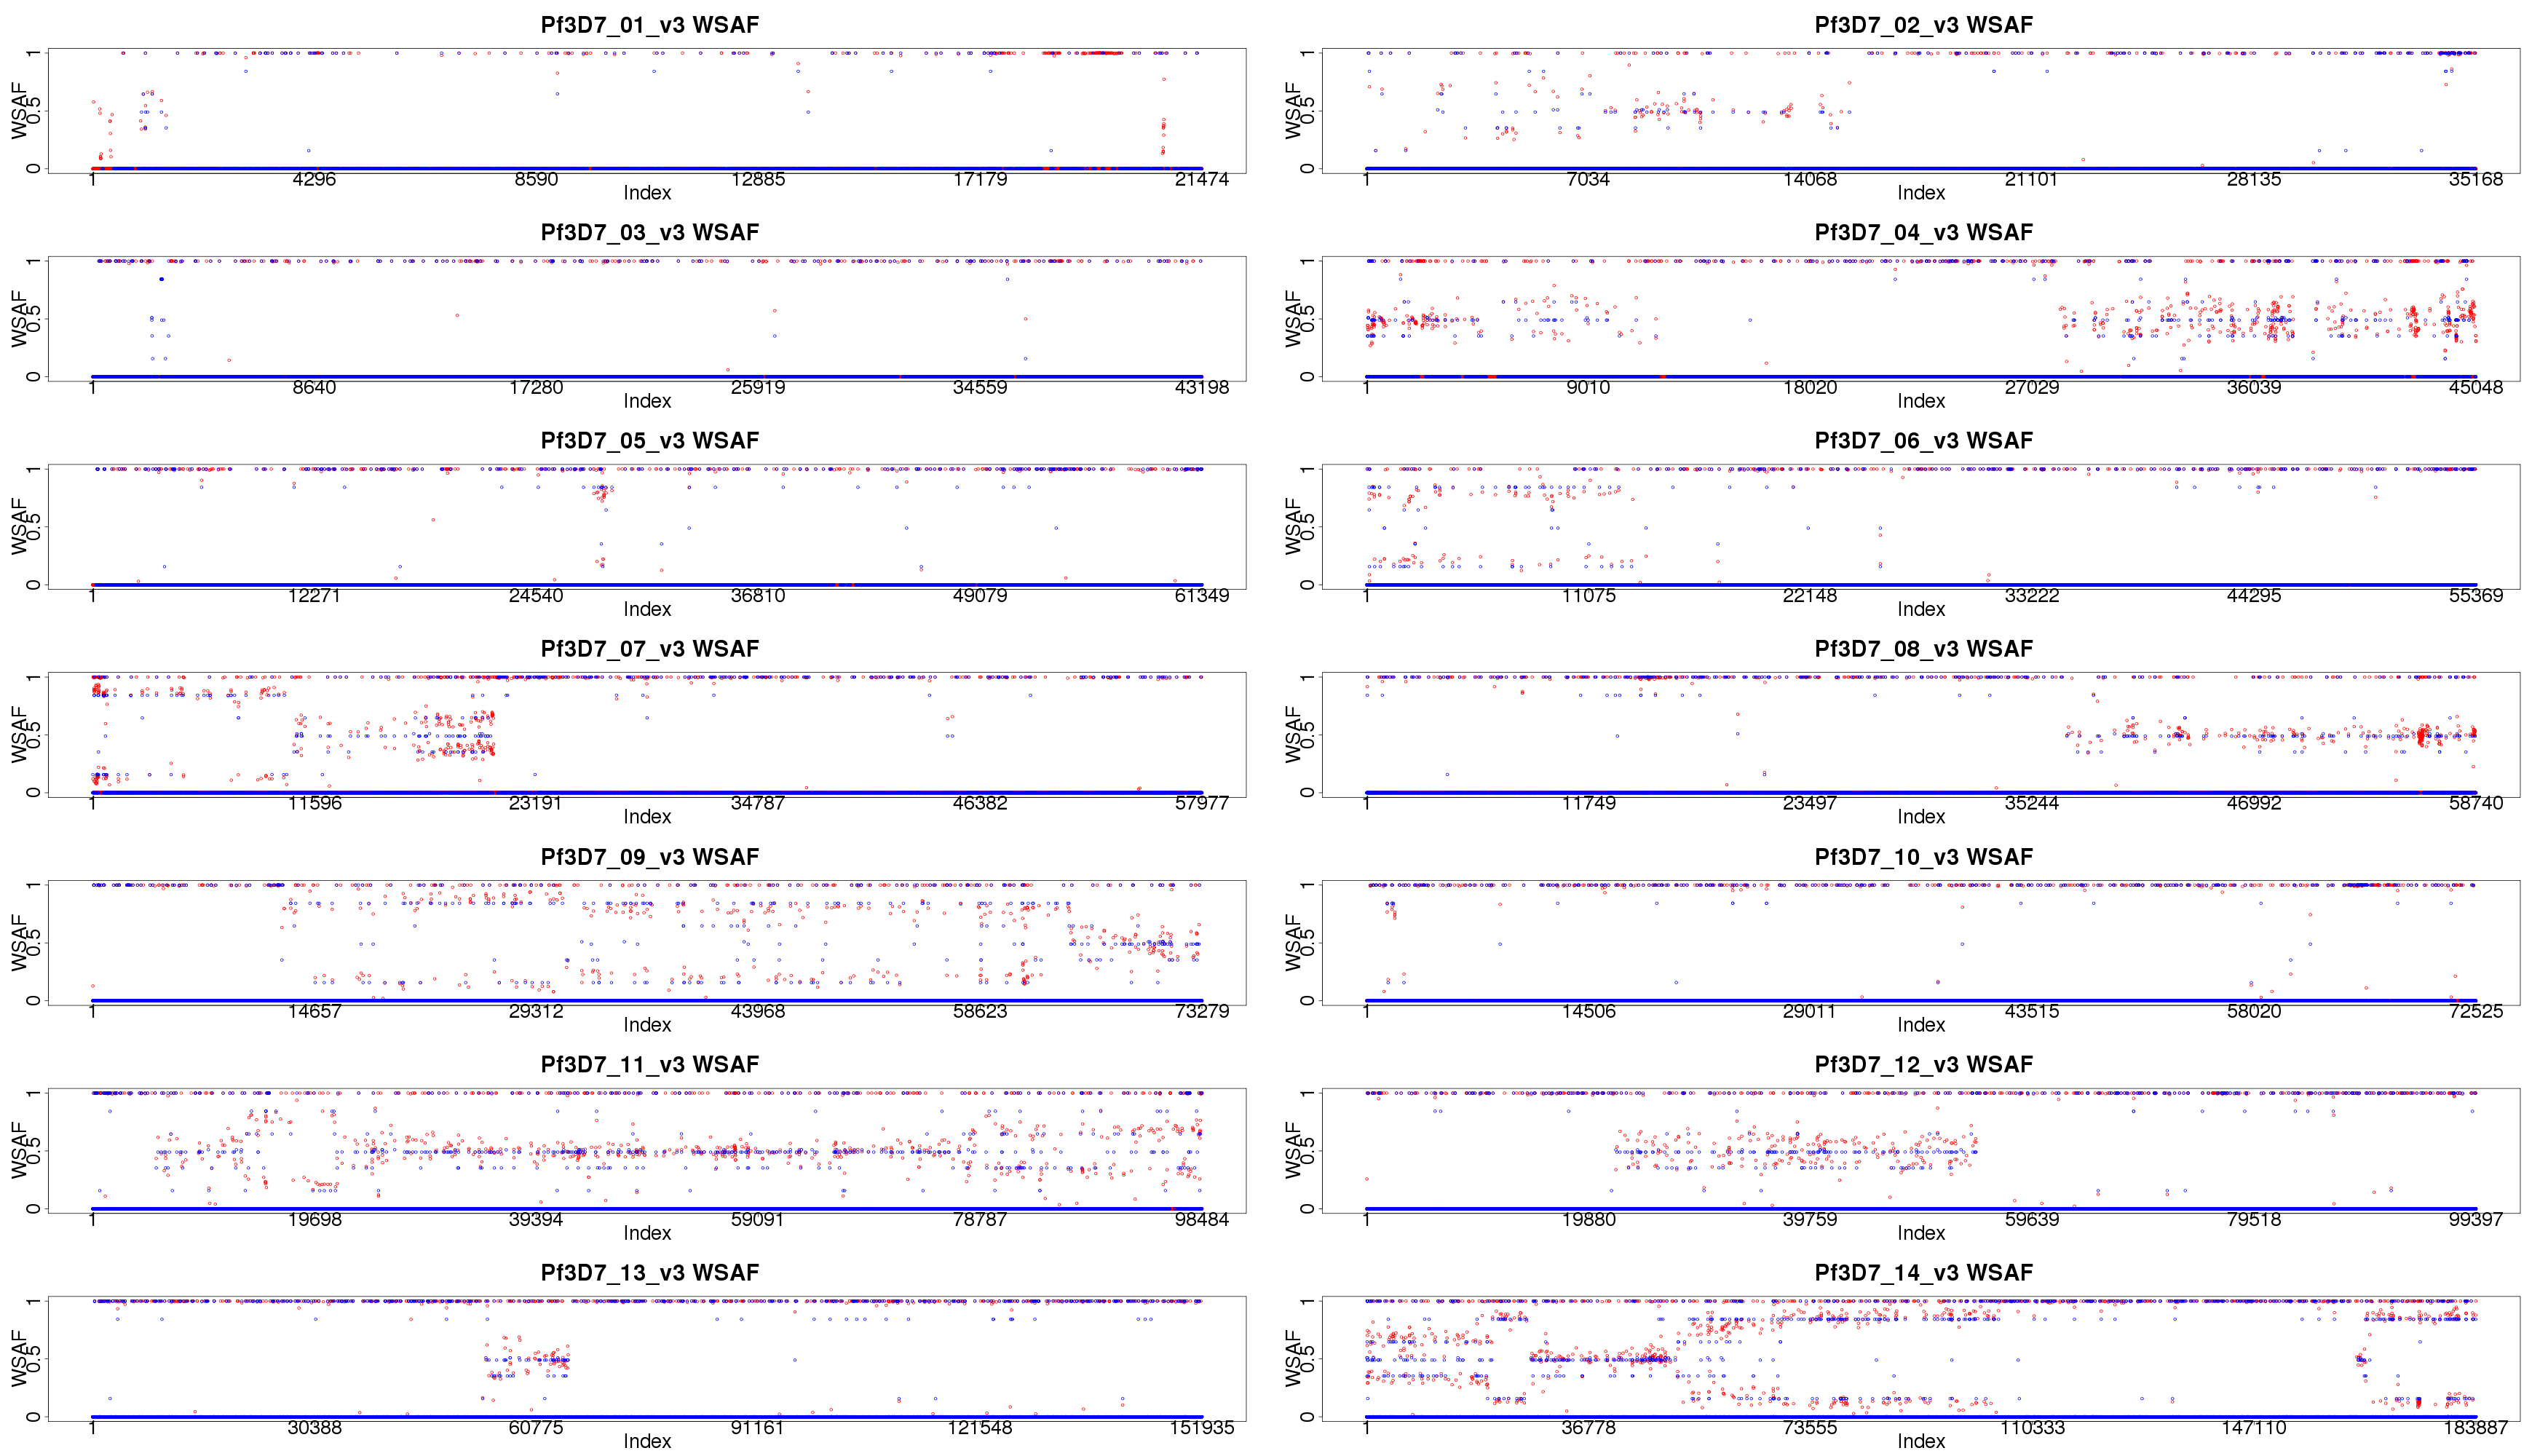 Pf3D7_01_v3 WSAF
WSAF
0 0.5 1
1 4296 8590 12885 17179 21474
Index
Pf3D7_02_v3 WSAF
WSAF
0 0.5 1
1 7034 14068 21101 28135 35168
Index
Pf3D7_03_v3 WSAF
WSAF
0 0.5 1
1 8640 17280 25919 34559 43198
Index
Pf3D7_04_v3 WSAF
WSAF
0 0.5 1
1 9010 18020 27029 36039 45048
Index
Pf3D7_05_v3 WSAF
WSAF
0 0.5 1
1 12271 24540 36810 49079 61349
Index
Pf3D7_06_v3 WSAF
WSAF
0 0.5 1
1 11075 22148 33222 44295 55369
Index
Pf3D7_07_v3 WSAF
WSAF
0 0.5 1
1 11596 23191 34787 46382 57977
Index
Pf3D7_08_v3 WSAF
WSAF
0 0.5 1
1 11749 23497 35244 46992 58740
Index
Pf3D7_09_v3 WSAF
WSAF
0 0.5 1
1 14657 29312 43968 58623 73279
Index
Pf3D7_10_v3 WSAF
WSAF
0 0.5 1
1 14506 29011 43515 58020 72525
Index
Pf3D7_11_v3 WSAF
WSAF
0 0.5 1
1 19698 39394 59091 78787 98484
Index
Pf3D7_12_v3 WSAF
WSAF
0 0.5 1
1 19880 39759 59639 79518 99397
Index
Pf3D7_13_v3 WSAF
WSAF
0 0.5 1
1 30388 60775 91161 121548 151935
Index
Pf3D7_14_v3 WSAF
WSAF
0 0.5 1
1 36778 73555 110333 147110 183887
Index